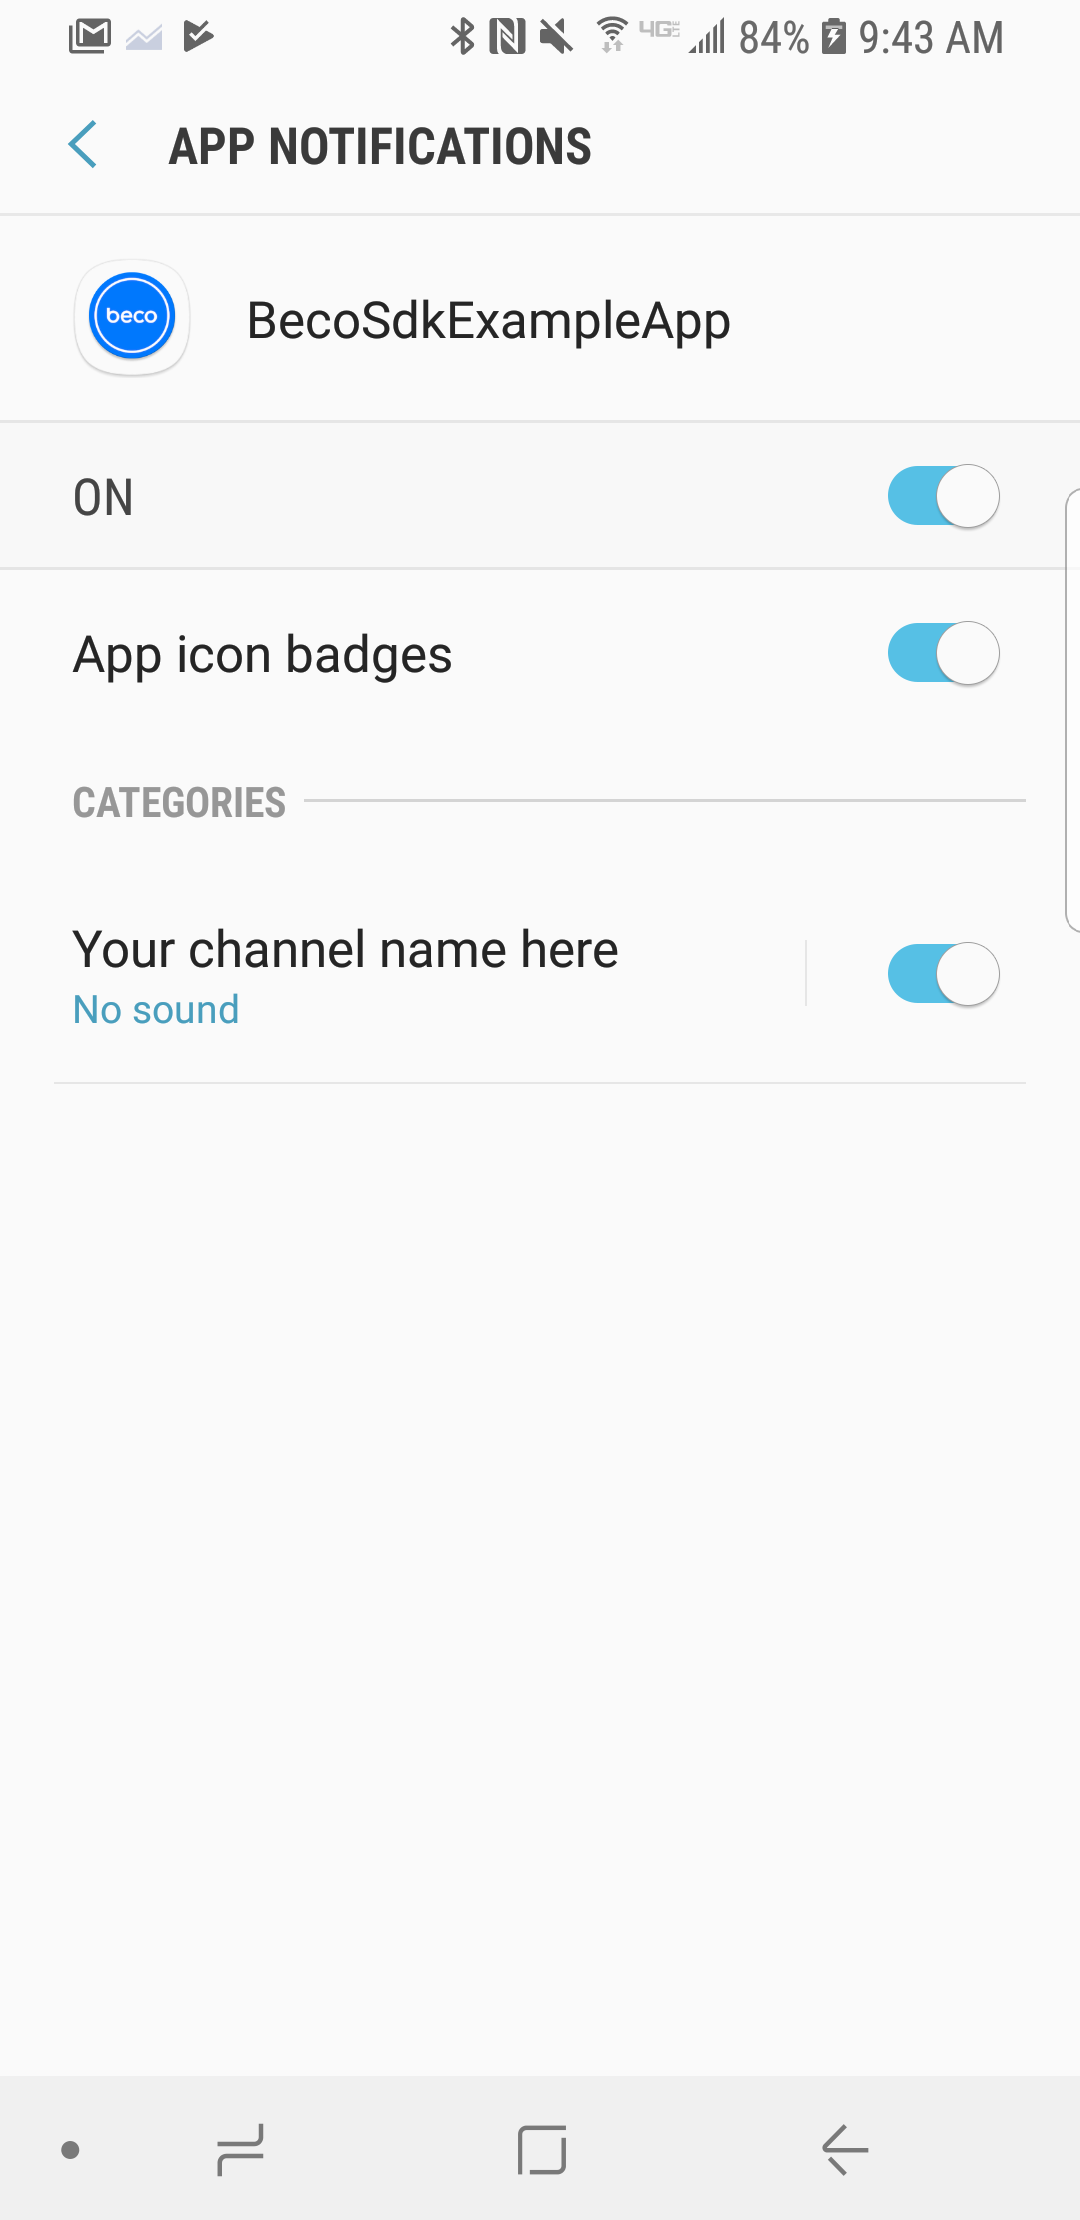 4G 84% 9:43 AM
APP NOTIFICATIONS
beco
BecoSdkExampleApp
ON
App icon badges
CATEGORIES
Your channel name here
No sound